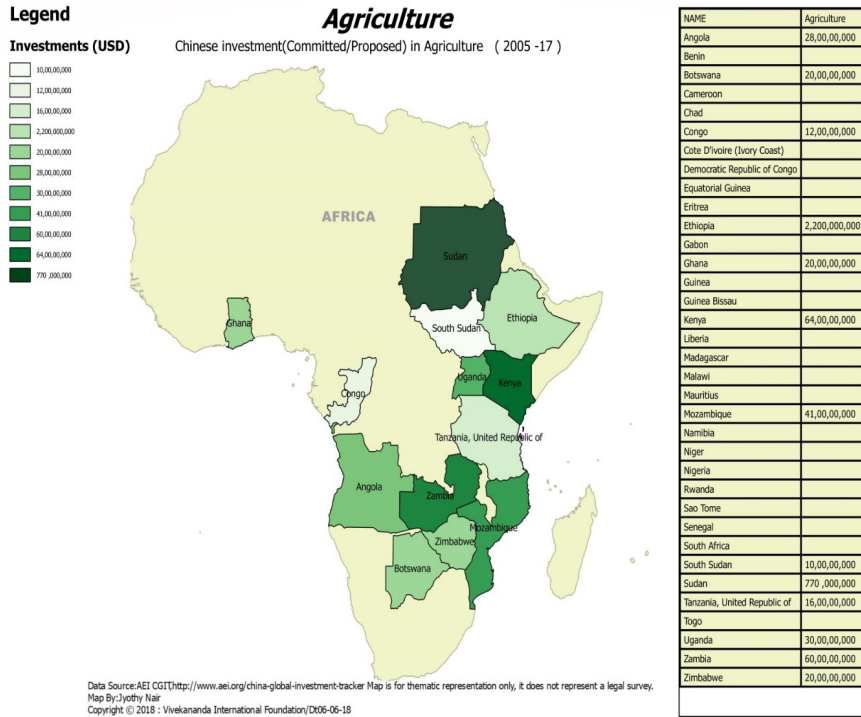 Legend
Agriculture
Investments (USD)
Chinese investment(Committed/Proposed) in Agriculture ( 2005 -17 )
10,00,00,000
12,00,00,000
16,00,00,000
2,200,000,000
20,00,00,000
28,00,00,000
30,00,00,000
41,00,00,000
60,00,00,000
64,00,00,000
770 ,000,000
AFRICA
Sudan
South Sudan
Ethiopia
Ghana
Uganda
Kenya
Congo
Tanzania, United Republic of
Angola
Zambia
Mozambique
Zimbabwe
Botswana
NAME Agriculture
Angola 28,00,00,000
Benin
Botswana 20,00,00,000
Cameroon
Chad
Congo 12,00,00,000
Cote D'ivoire (Ivory Coast)
Democratic Republic of Congo
Equatorial Guinea
Eritrea
Ethiopia 2,200,000,000
Gabon
Ghana 20,00,00,000
Guinea
Guinea Bissau
Kenya 64,00,00,000
Liberia
Madagascar
Malawi
Mauritius
Mozambique 41,00,00,000
Namibia
Niger
Nigeria
Rwanda
Sao Tome
Senegal
South Africa
South Sudan 10,00,00,000
Sudan 770 ,000,000
Tanzania, United Republic of 16,00,00,000
Togo
Uganda 30,00,00,000
Zambia 60,00,00,000
Zimbabwe 20,00,00,000
Data Source:AEI CGIT,http://www.aei.org/china-global-investment-tracker Map is for thematic representation only, it does not represent a legal survey.
Map By:Jyothy Nair
Copyright © 2018 : Vivekananda International Foundation/Dt06-06-18